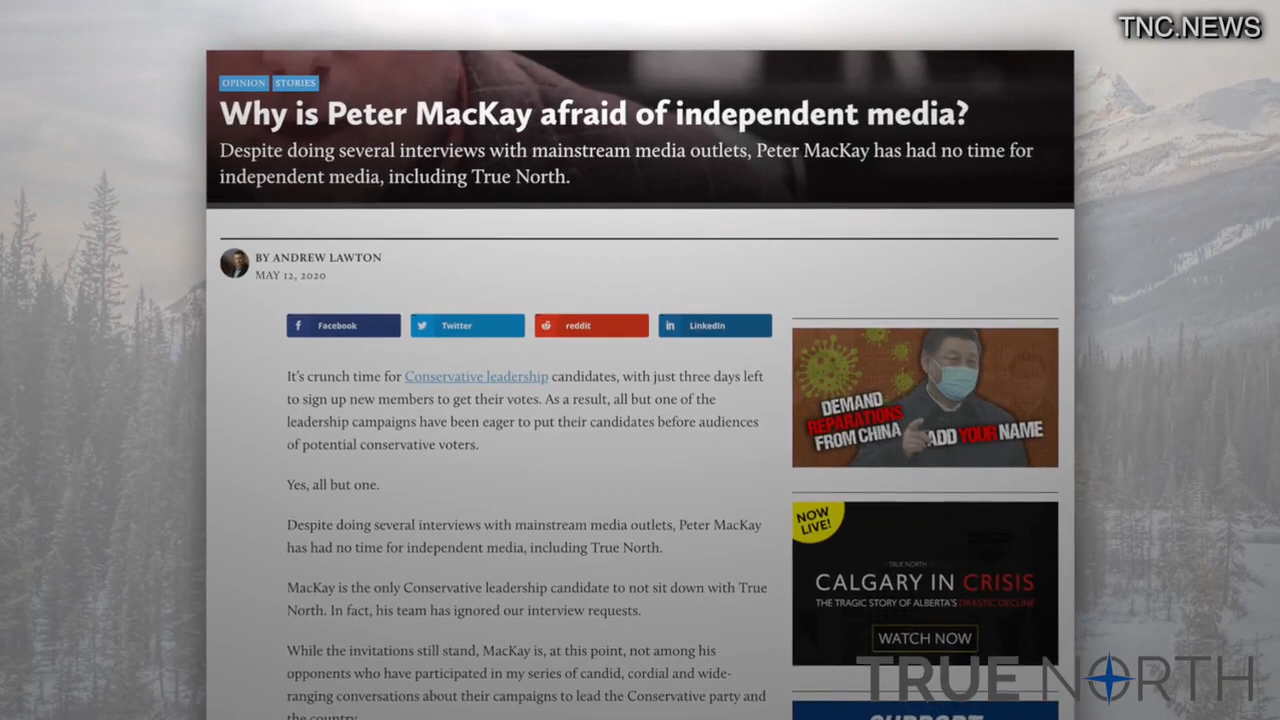 TNC.NEWS
OPINION STORIES
Why is Peter MacKay afraid of independent media?
Despite doing several interviews with mainstream media outlets, Peter MacKay has had no time for
independent media, including True North.
BY ANDREW LAWTON
MAY 12, 2020
Facebook Twitter reddit LinkedIn
It's crunch time for Conservative leadership candidates, with just three days left
to sign up new members to get their votes. As a result, all but one of the
leadership campaigns have been eager to put their candidates before audiences
of potential conservative voters.
Yes, all but one.
Despite doing several interviews with mainstream media outlets, Peter MacKay
has had no time for independent media, including True North.
MacKay is the only Conservative leadership candidate to not sit down with True
North. In fact, his team has ignored our interview requests.
While the invitations still stand, MacKay is, at this point, not among his
opponents who have participated in my series of candid, cordial and wide-
ranging conversations about their campaigns to lead the Conservative party and
the country.
DEMAND
REPARATIONS
FROM CHINA
ADD YOUR NAME
NOW
LIVE!
TRUE NORTH
CALGARY IN CRISIS
THE TRAGIC STORY OF ALBERTA'S DRASTIC DECLINE
WATCH NOW
TRUE NORTH
SUPPORT